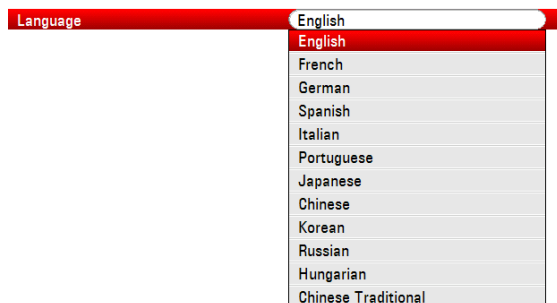 Language English
English
French
German
Spanish
Italian
Portuguese
Japanese
Chinese
Korean
Russian
Hungarian
Chinese Traditional